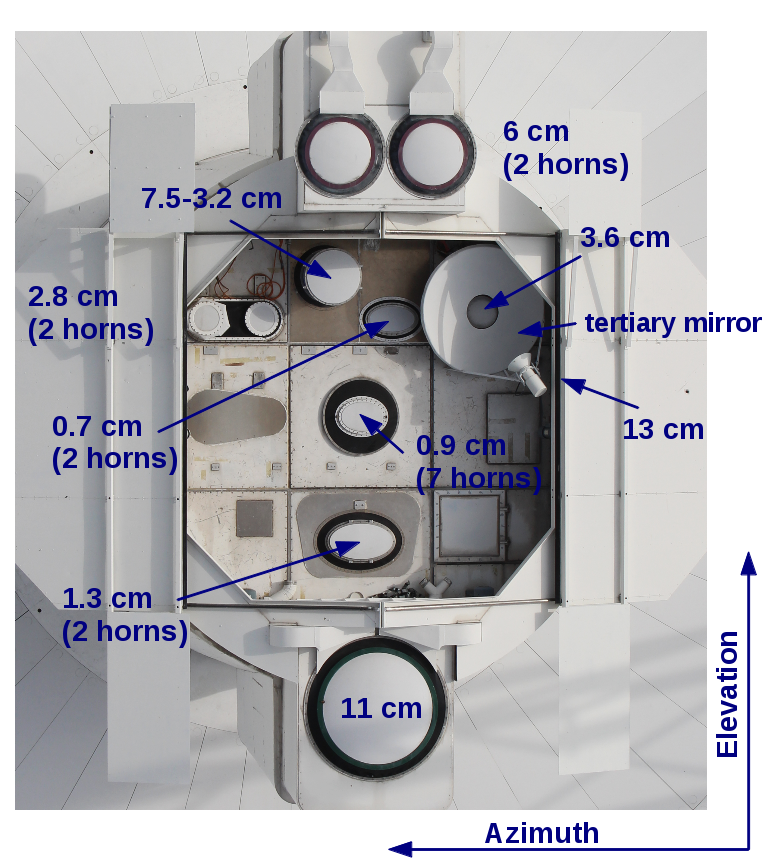 6 cm
(2 horns)
7.5-3.2 cm
3.6 cm
2.8 cm
(2 horns)
tertiary mirror
0.7 cm
(2 horns)
13 cm
0.9 cm
(7 horns)
1.3 cm
(2 horns)
11 cm
Elevation
Azimuth